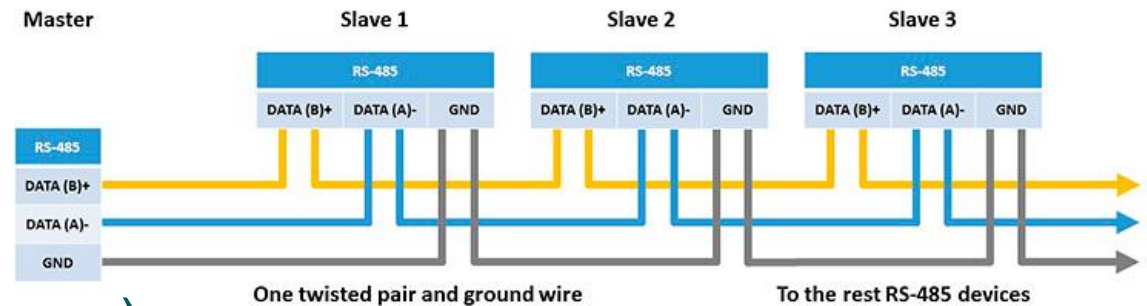 Master Slave 1 Slave 2 Slave 3
RS-485 RS-485 RS-485
DATA (B)+ DATA (A)- GND DATA (B)+ DATA (A)- GND DATA (B)+ DATA (A)- GND
RS-485
DATA (B)+
DATA (A)-
GND
)
One twisted pair and ground wire To the rest RS-485 devices